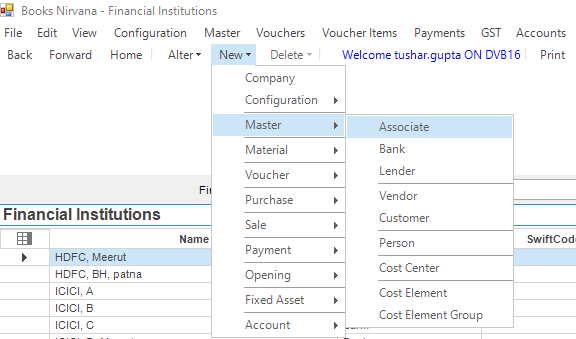 Books Nirvana - Financial Institutions
File Menu Configuration Master Vouchers Voucher Items Payments GST Accounts
Back Forward Home Alter New Delete Welcome tushar.gupta ON DVB16 Print
Company
Configuration
Master Associate
Bank
Material
Lender
Voucher
Vendor
Fin
Purchase
Customer
Financial Institutions
Sale
Person
Name SwiftCode
Payment
HDFC, Meerut
Cost Center
HDFC, BH, patna
Opening
ICICI, A
Cost Element
Fixed Asset
ICICI, B
Cost Element Group
ICICI, C
Account